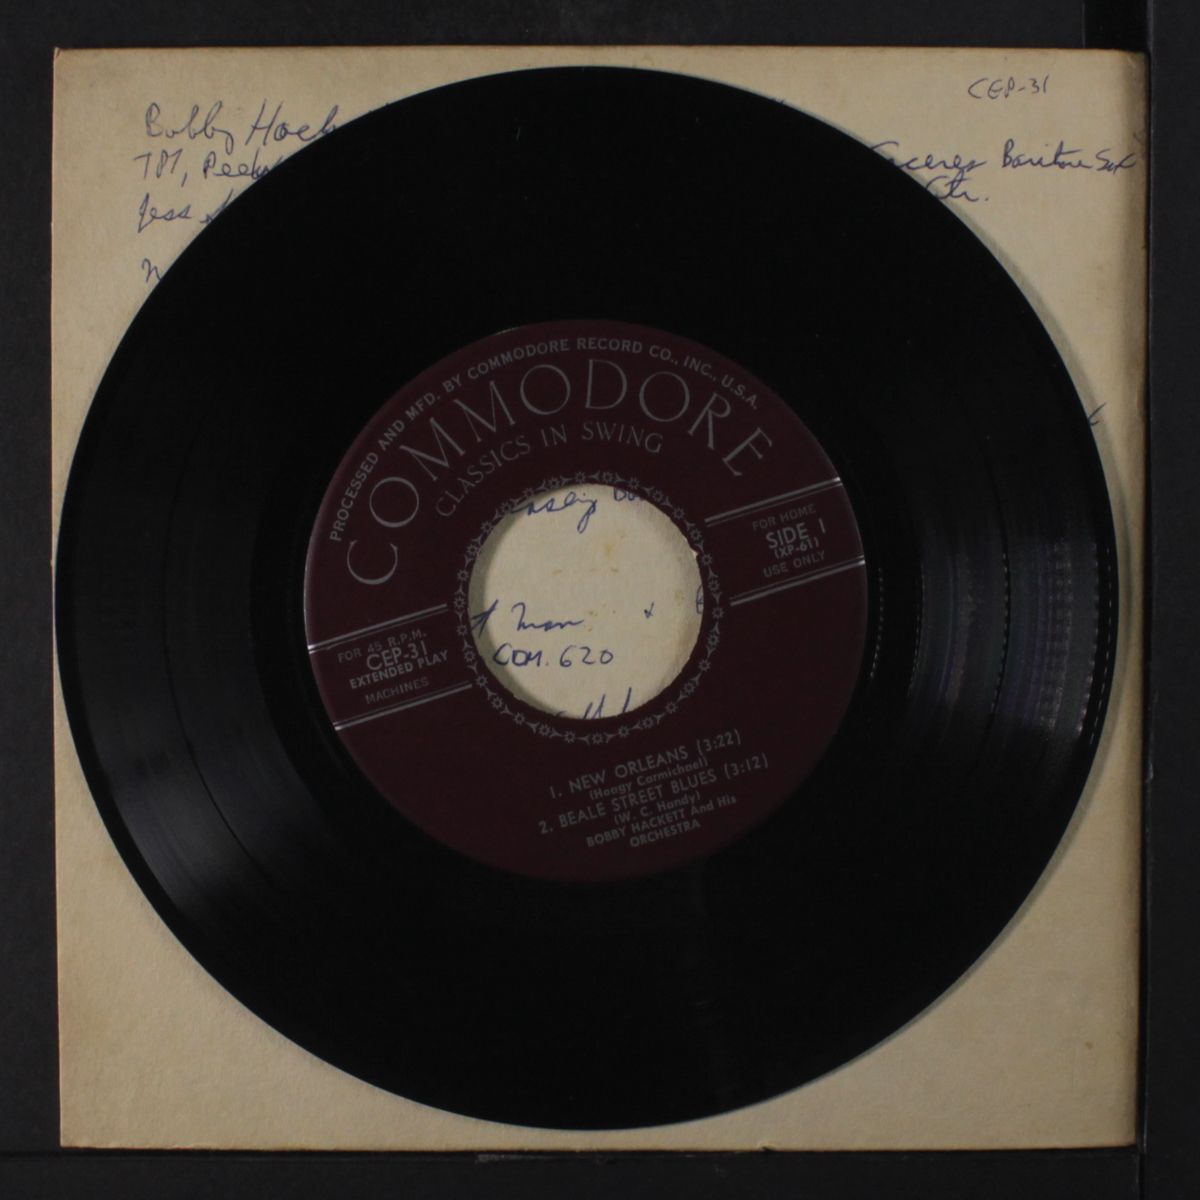 CEP-31
Bobby
TPT, Baritone Sax
Jess
PROCESSED AND MFD. BY COMMODORE RECORD CO., INC., U.S.A.
COMMODORE
CLASSICS IN SWING
FOR HOME
SIDE 1
(XP-61)
USE ONLY
FOR 45 R.P.M.
CEP-31
EXTENDED PLAY
MACHINES
COM. 620
1. NEW ORLEANS (3:22)
(Hoagy Carmichael)
2. BEALE STREET BLUES (3:12)
(W. C. Handy)
BOBBY HACKETT And His
ORCHESTRA